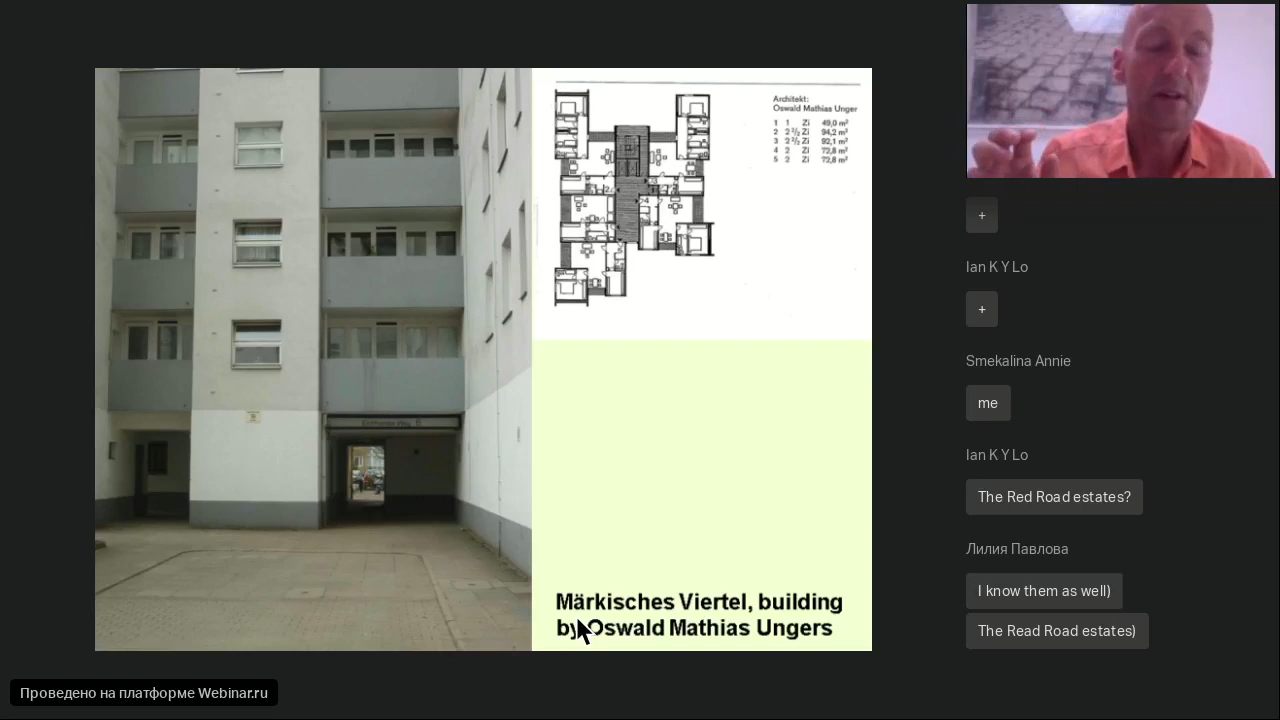 Architekt:
Oswald Mathias Unger
1 1 Zi 49,0 m²
2 2 2/2 Zi 94,2 m²
3 2 2/2 Zi 92,1 m²
4 2 Zi 72,8 m²
5 2 Zi 72,8 m²
Märkisches Viertel, building
by Oswald Mathias Ungers
+
Ian K Y Lo
+
Smekalina Annie
me
Ian K Y Lo
The Red Road estates?
Лилия Павлова
I know them as well)
The Read Road estates)
Проведено на платформе Webinar.ru